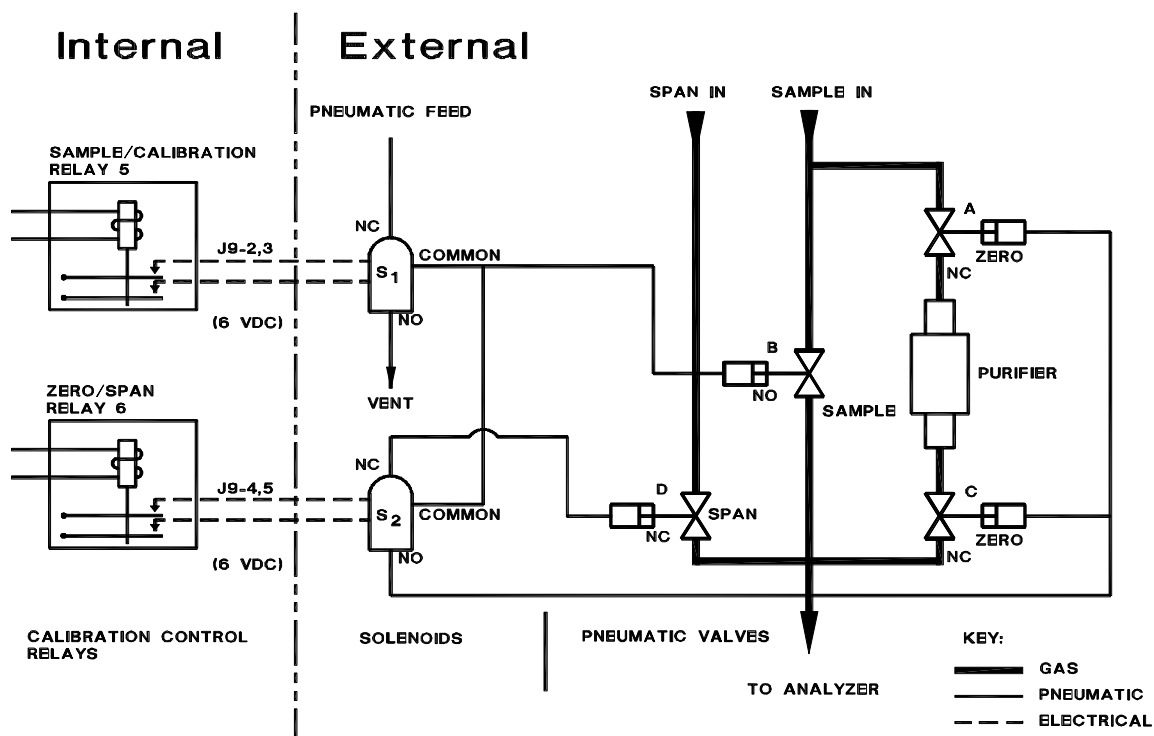 Internal
External
SPAN IN
SAMPLE IN
PNEUMATIC FEED
SAMPLE/CALIBRATION
RELAY 5
NC
A
J9-2,3
COMMON
ZERO
S1
NC
(6 VDC)
NO
B
PURIFIER
ZERO/SPAN
RELAY 6
VENT
NO
SAMPLE
NC
J9-4,5
D
C
S2
COMMON
SPAN
NC
ZERO
(6 VDC)
NO
NC
CALIBRATION CONTROL
RELAYS
SOLENOIDS
PNEUMATIC VALVES
TO ANALYZER
KEY:
GAS
PNEUMATIC
ELECTRICAL